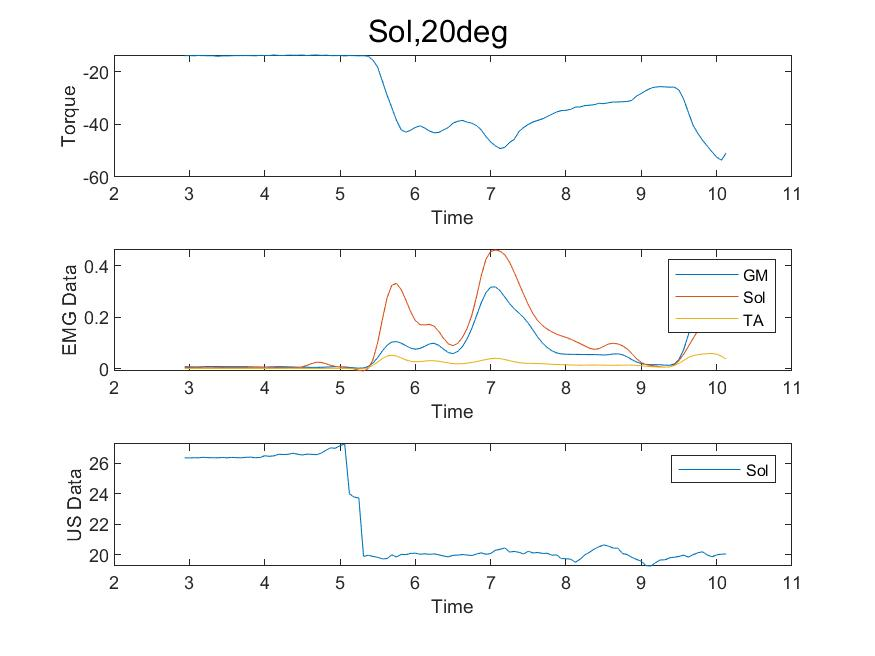 Sol,20deg
Torque
-20
-40
-60
2 3 4 5 6 7 8 9 10 11
Time
EMG Data
0.4
0.2
0
GM
Sol
TA
2 3 4 5 6 7 8 9 10 11
Time
US Data
26
24
22
20
Sol
2 3 4 5 6 7 8 9 10 11
Time